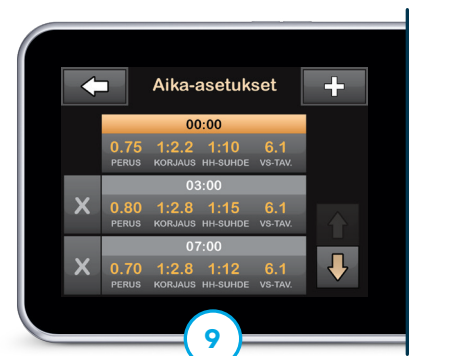 Aika-asetukset
00:00
0.75 1:2.2 1:10 6.1
PERUS KORJAUS HH-SUHDE VS-TAV.
X
03:00
0.80 1:2.8 1:15 6.1
PERUS KORJAUS HH-SUHDE VS-TAV.
X
07:00
0.70 1:2.8 1:12 6.1
PERUS KORJAUS HH-SUHDE VS-TAV.
9